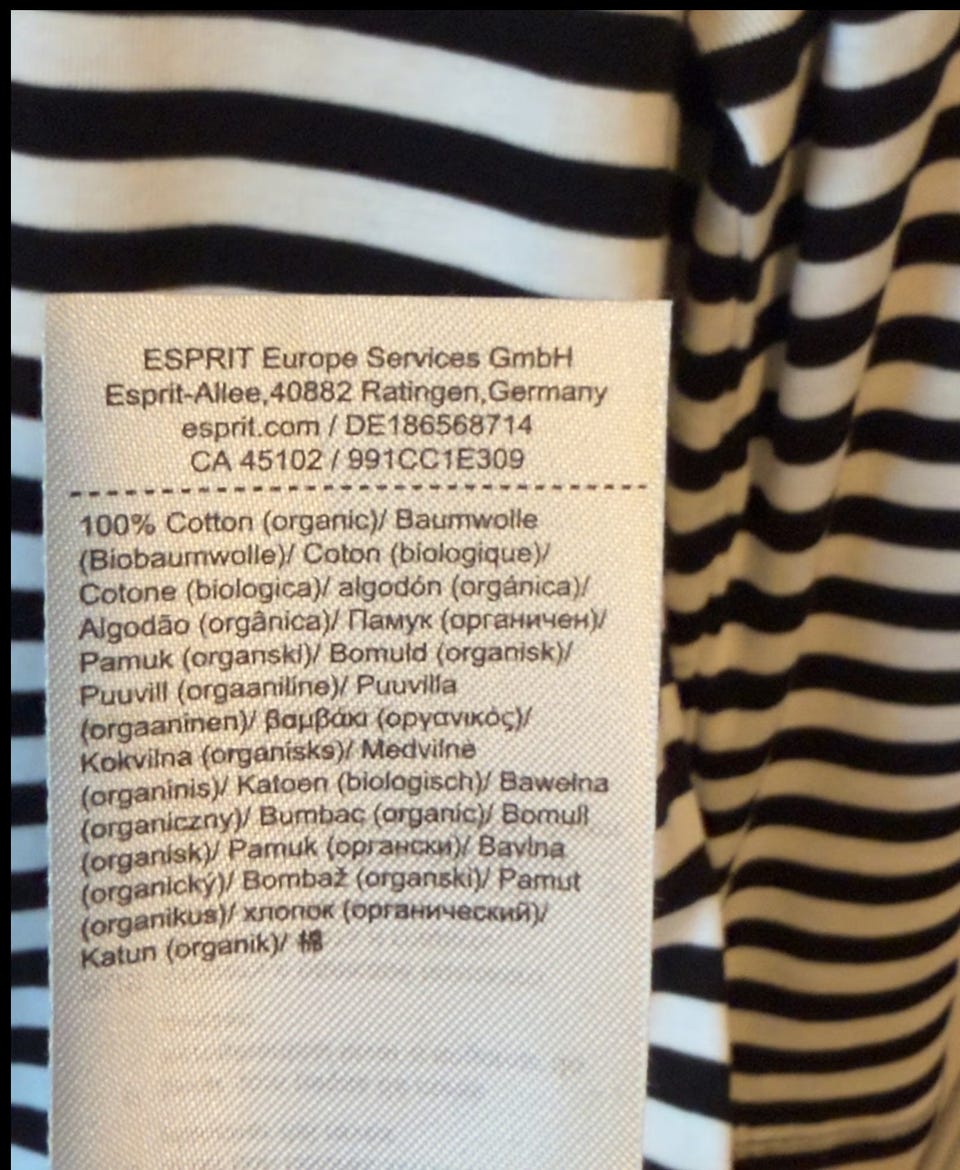 ESPRIT Europe Services GmbH
Esprit-Allee,40882 Ratingen,Germany
esprit.com / DE186568714
CA 45102 / 991CC1E309
100% Cotton (organic)/ Baumwolle
(Biobaumwolle)/ Coton (biologique)/
Cotone (biologica)/ algodón (orgánica)/
Algodão (orgânica)/ Памук (органичен)/
Pamuk (organski)/ Bomuld (organisk)/
Puuvill (orgaaniline)/ Puuvilla
(orgaaninen)/ βαμβάκι (οργανικός)/
Kokvilna (organisks)/ Medvilnė
(organinis)/ Katoen (biologisch)/ Bawełna
(organiczny)/ Bumbac (organic)/ Bomull
(organisk)/ Pamuk (органски)/ Bavlna
(organický)/ Bombaž (organski)/ Pamut
(organikus)/ хлопок (органический)/
Katun (organik)/ 棉